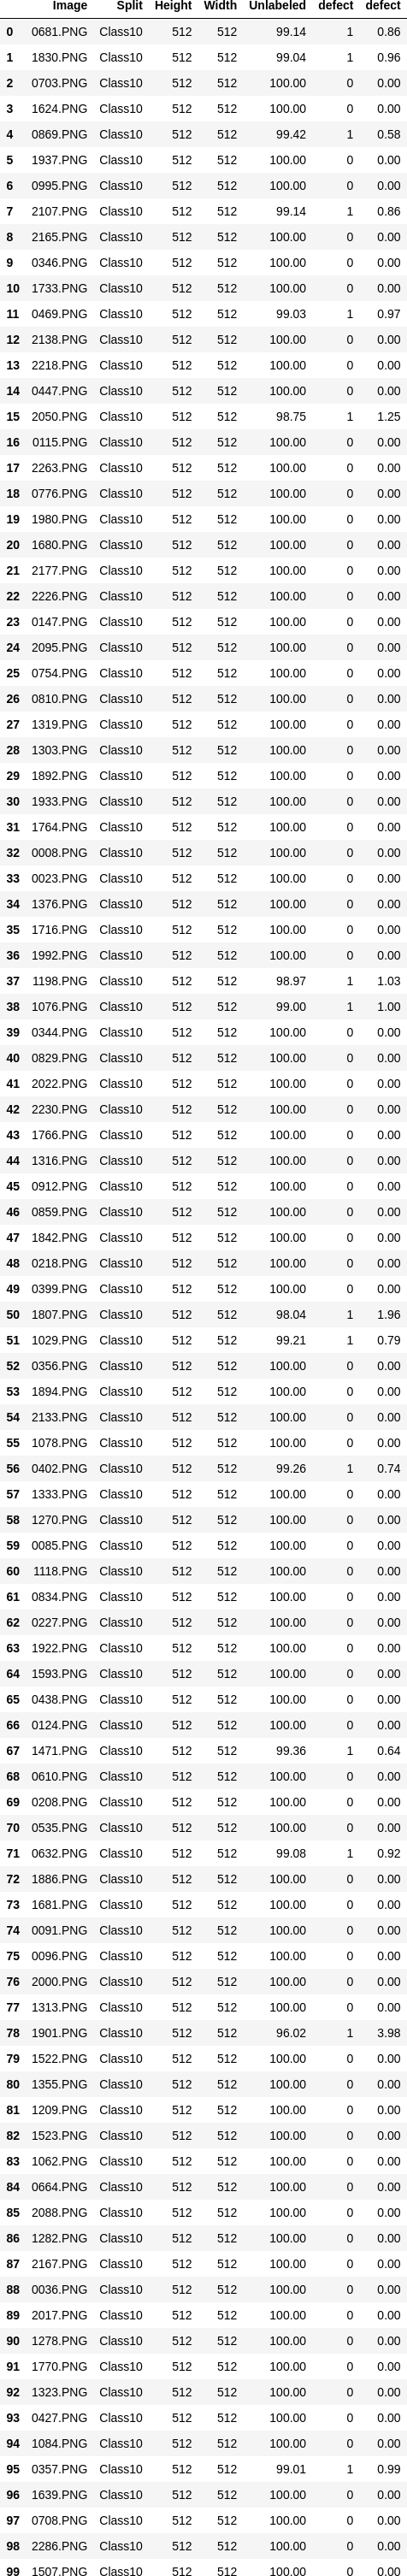 Image Split Height Width Unlabeled defect defect
0 0681.PNG Class10 512 512 99.14 1 0.86
1 1830.PNG Class10 512 512 99.04 1 0.96
2 0703.PNG Class10 512 512 100.00 0 0.00
3 1624.PNG Class10 512 512 100.00 0 0.00
4 0869.PNG Class10 512 512 99.42 1 0.58
5 1937.PNG Class10 512 512 100.00 0 0.00
6 0995.PNG Class10 512 512 100.00 0 0.00
7 2107.PNG Class10 512 512 99.14 1 0.86
8 2165.PNG Class10 512 512 100.00 0 0.00
9 0346.PNG Class10 512 512 100.00 0 0.00
10 1733.PNG Class10 512 512 100.00 0 0.00
11 0469.PNG Class10 512 512 99.03 1 0.97
12 2138.PNG Class10 512 512 100.00 0 0.00
13 2218.PNG Class10 512 512 100.00 0 0.00
14 0447.PNG Class10 512 512 100.00 0 0.00
15 2050.PNG Class10 512 512 98.75 1 1.25
16 0115.PNG Class10 512 512 100.00 0 0.00
17 2263.PNG Class10 512 512 100.00 0 0.00
18 0776.PNG Class10 512 512 100.00 0 0.00
19 1980.PNG Class10 512 512 100.00 0 0.00
20 1680.PNG Class10 512 512 100.00 0 0.00
21 2177.PNG Class10 512 512 100.00 0 0.00
22 2226.PNG Class10 512 512 100.00 0 0.00
23 0147.PNG Class10 512 512 100.00 0 0.00
24 2095.PNG Class10 512 512 100.00 0 0.00
25 0754.PNG Class10 512 512 100.00 0 0.00
26 0810.PNG Class10 512 512 100.00 0 0.00
27 1319.PNG Class10 512 512 100.00 0 0.00
28 1303.PNG Class10 512 512 100.00 0 0.00
29 1892.PNG Class10 512 512 100.00 0 0.00
30 1933.PNG Class10 512 512 100.00 0 0.00
31 1764.PNG Class10 512 512 100.00 0 0.00
32 0008.PNG Class10 512 512 100.00 0 0.00
33 0023.PNG Class10 512 512 100.00 0 0.00
34 1376.PNG Class10 512 512 100.00 0 0.00
35 1716.PNG Class10 512 512 100.00 0 0.00
36 1992.PNG Class10 512 512 100.00 0 0.00
37 1198.PNG Class10 512 512 98.97 1 1.03
38 1076.PNG Class10 512 512 99.00 1 1.00
39 0344.PNG Class10 512 512 100.00 0 0.00
40 0829.PNG Class10 512 512 100.00 0 0.00
41 2022.PNG Class10 512 512 100.00 0 0.00
42 2230.PNG Class10 512 512 100.00 0 0.00
43 1766.PNG Class10 512 512 100.00 0 0.00
44 1316.PNG Class10 512 512 100.00 0 0.00
45 0912.PNG Class10 512 512 100.00 0 0.00
46 0859.PNG Class10 512 512 100.00 0 0.00
47 1842.PNG Class10 512 512 100.00 0 0.00
48 0218.PNG Class10 512 512 100.00 0 0.00
49 0399.PNG Class10 512 512 100.00 0 0.00
50 1807.PNG Class10 512 512 98.04 1 1.96
51 1029.PNG Class10 512 512 99.21 1 0.79
52 0356.PNG Class10 512 512 100.00 0 0.00
53 1894.PNG Class10 512 512 100.00 0 0.00
54 2133.PNG Class10 512 512 100.00 0 0.00
55 1078.PNG Class10 512 512 100.00 0 0.00
56 0402.PNG Class10 512 512 99.26 1 0.74
57 1333.PNG Class10 512 512 100.00 0 0.00
58 1270.PNG Class10 512 512 100.00 0 0.00
59 0085.PNG Class10 512 512 100.00 0 0.00
60 1118.PNG Class10 512 512 100.00 0 0.00
61 0834.PNG Class10 512 512 100.00 0 0.00
62 0227.PNG Class10 512 512 100.00 0 0.00
63 1922.PNG Class10 512 512 100.00 0 0.00
64 1593.PNG Class10 512 512 100.00 0 0.00
65 0438.PNG Class10 512 512 100.00 0 0.00
66 0124.PNG Class10 512 512 100.00 0 0.00
67 1471.PNG Class10 512 512 99.36 1 0.64
68 0610.PNG Class10 512 512 100.00 0 0.00
69 0208.PNG Class10 512 512 100.00 0 0.00
70 0535.PNG Class10 512 512 100.00 0 0.00
71 0632.PNG Class10 512 512 99.08 1 0.92
72 1886.PNG Class10 512 512 100.00 0 0.00
73 1681.PNG Class10 512 512 100.00 0 0.00
74 0091.PNG Class10 512 512 100.00 0 0.00
75 0096.PNG Class10 512 512 100.00 0 0.00
76 2000.PNG Class10 512 512 100.00 0 0.00
77 1313.PNG Class10 512 512 100.00 0 0.00
78 1901.PNG Class10 512 512 96.02 1 3.98
79 1522.PNG Class10 512 512 100.00 0 0.00
80 1355.PNG Class10 512 512 100.00 0 0.00
81 1209.PNG Class10 512 512 100.00 0 0.00
82 1523.PNG Class10 512 512 100.00 0 0.00
83 1062.PNG Class10 512 512 100.00 0 0.00
84 0664.PNG Class10 512 512 100.00 0 0.00
85 2088.PNG Class10 512 512 100.00 0 0.00
86 1282.PNG Class10 512 512 100.00 0 0.00
87 2167.PNG Class10 512 512 100.00 0 0.00
88 0036.PNG Class10 512 512 100.00 0 0.00
89 2017.PNG Class10 512 512 100.00 0 0.00
90 1278.PNG Class10 512 512 100.00 0 0.00
91 1770.PNG Class10 512 512 100.00 0 0.00
92 1323.PNG Class10 512 512 100.00 0 0.00
93 0427.PNG Class10 512 512 100.00 0 0.00
94 1084.PNG Class10 512 512 100.00 0 0.00
95 0357.PNG Class10 512 512 99.01 1 0.99
96 1639.PNG Class10 512 512 100.00 0 0.00
97 0708.PNG Class10 512 512 100.00 0 0.00
98 2286.PNG Class10 512 512 100.00 0 0.00
99 1507.PNG Class10 512 512 100.00 0 0.00